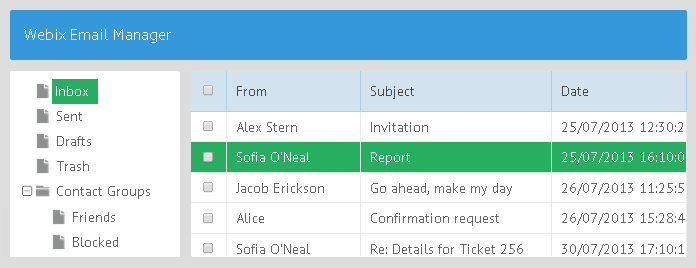 Webix Email Manager
Inbox
Sent
Drafts
Trash
Contact Groups
Friends
Blocked
From Subject Date
Alex Stern Invitation 25/07/2013 12:30:2
Sofia O'Neal Report 25/07/2013 16:10:0
Jacob Erickson Go ahead, make my day 26/07/2013 11:25:5
Alice Confirmation request 26/07/2013 15:28:4
Sofia O'Neal Re: Details for Ticket 256 30/07/2013 17:10:1